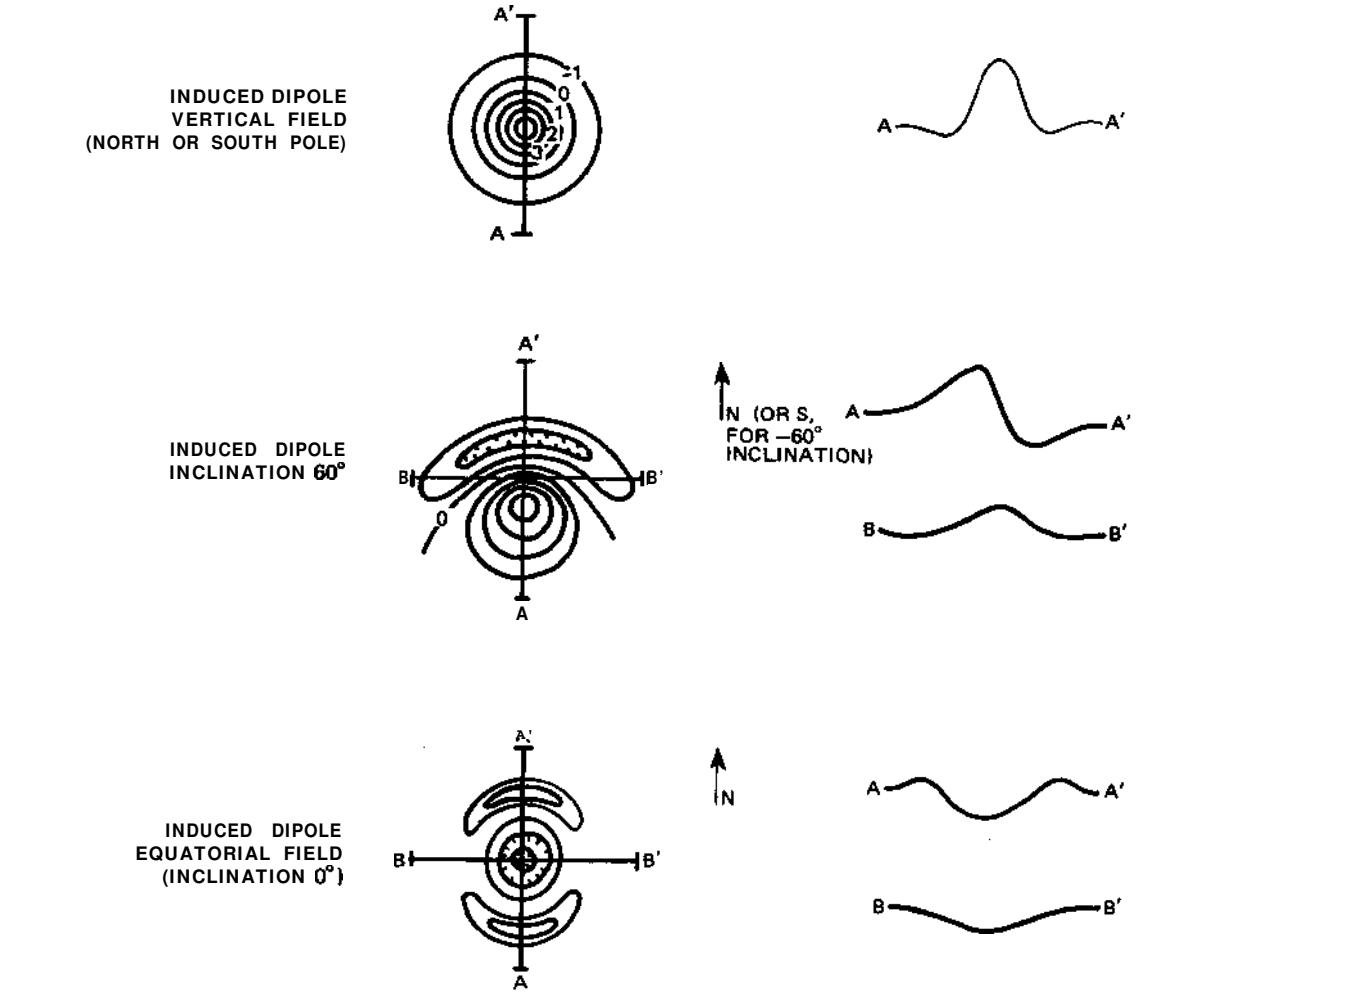 A'
INDUCED DIPOLE
VERTICAL FIELD
(NORTH OR SOUTH POLE)
-1
0
1
2
3
A
A A'
A'
INDUCED DIPOLE
INCLINATION 60°
B B'
0
A
N (OR S,
FOR -60°
INCLINATION)
A A'
B B'
A'
INDUCED DIPOLE
EQUATORIAL FIELD
(INCLINATION 0°)
B B'
A
N
A A'
B B'